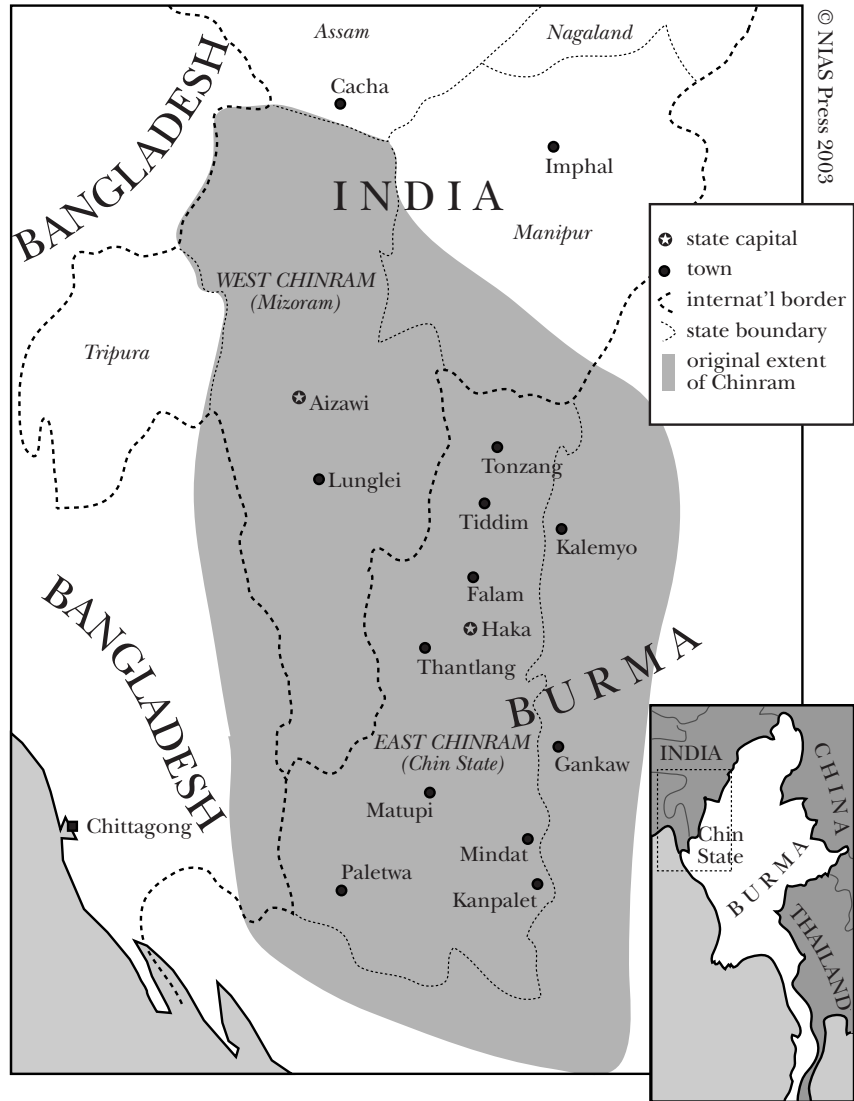 Assam
Nagaland
© NIAS Press 2003
BANGLADESH
Cacha
Imphal
INDIA
Manipur
state capital
town
internat'l border
state boundary
original extent
of Chinram
WEST CHINRAM
(Mizoram)
Tripura
Aizawi
Lunglei
Tonzang
Tiddim
Kalemyo
Falam
Haka
Thantlang
BANGLADESH
BURMA
EAST CHINRAM
(Chin State)
Gankaw
Matupi
Chittagong
Mindat
Paletwa
Kanpalet
INDIA
CHINA
Chin
State
BURMA
THAILAND